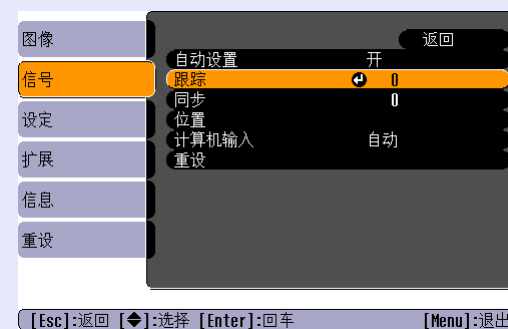 图像
信号
设定
扩展
信息
重设
返回
自动设置 开
跟踪 0
同步 0
位置
计算机输入 自动
重设
[Esc]:返回 [◆]:选择 [Enter]:回车 [Menu]:退出